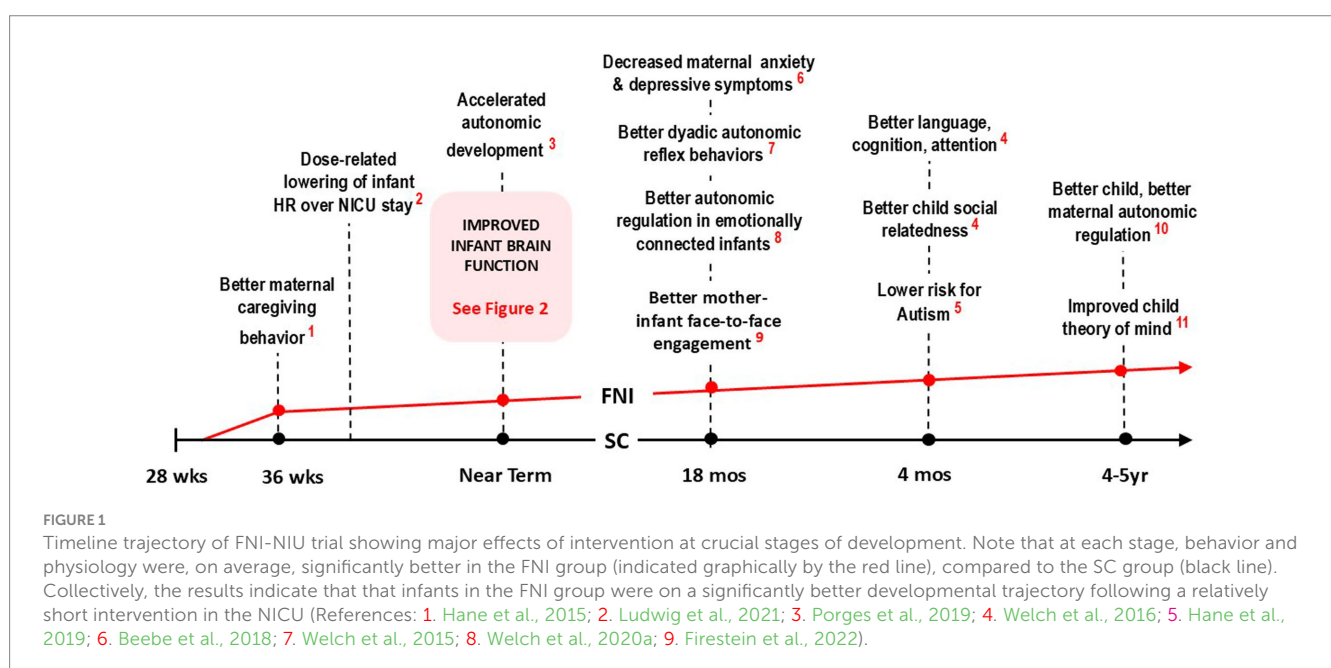 Better maternal
caregiving
behavior 1
Dose-related
lowering of infant
HR over NICU stay 2
Accelerated
autonomic
development 3
IMPROVED
INFANT BRAIN
FUNCTION
See Figure 2
Decreased maternal anxiety
& depressive symptoms 6
Better dyadic autonomic
reflex behaviors 7
Better autonomic
regulation in emotionally
connected infants 8
Better mother-
infant face-to-face
engagement 9
Better language,
cognition, attention 4
Better child social
relatedness 4
Lower risk for
Autism 5
Better child, better
maternal autonomic
regulation 10
Improved child
theory of mind 11
FNI
SC
28 wks
36 wks
Near Term
18 mos
4 mos
4-5yr
FIGURE 1
Timeline trajectory of FNI-NIU trial showing major effects of intervention at crucial stages of development. Note that at each stage, behavior and
physiology were, on average, significantly better in the FNI group (indicated graphically by the red line), compared to the SC group (black line).
Collectively, the results indicate that that infants in the FNI group were on a significantly better developmental trajectory following a relatively
short intervention in the NICU (References: 1. Hane et al., 2015; 2. Ludwig et al., 2021; 3. Porges et al., 2019; 4. Welch et al., 2016; 5. Hane et al.,
2019; 6. Beebe et al., 2018; 7. Welch et al., 2015; 8. Welch et al., 2020a; 9. Firestein et al., 2022).